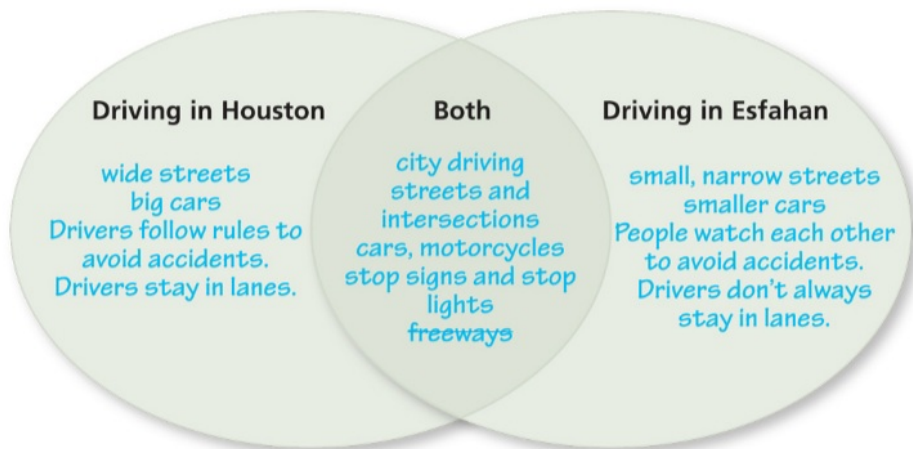 Driving in Houston
wide streets
big cars
Drivers follow rules to
avoid accidents.
Drivers stay in lanes.
Both
city driving
streets and
intersections
cars, motorcycles
stop signs and stop
lights
freeways
Driving in Esfahan
small, narrow streets
smaller cars
People watch each other
to avoid accidents.
Drivers don't always
stay in lanes.